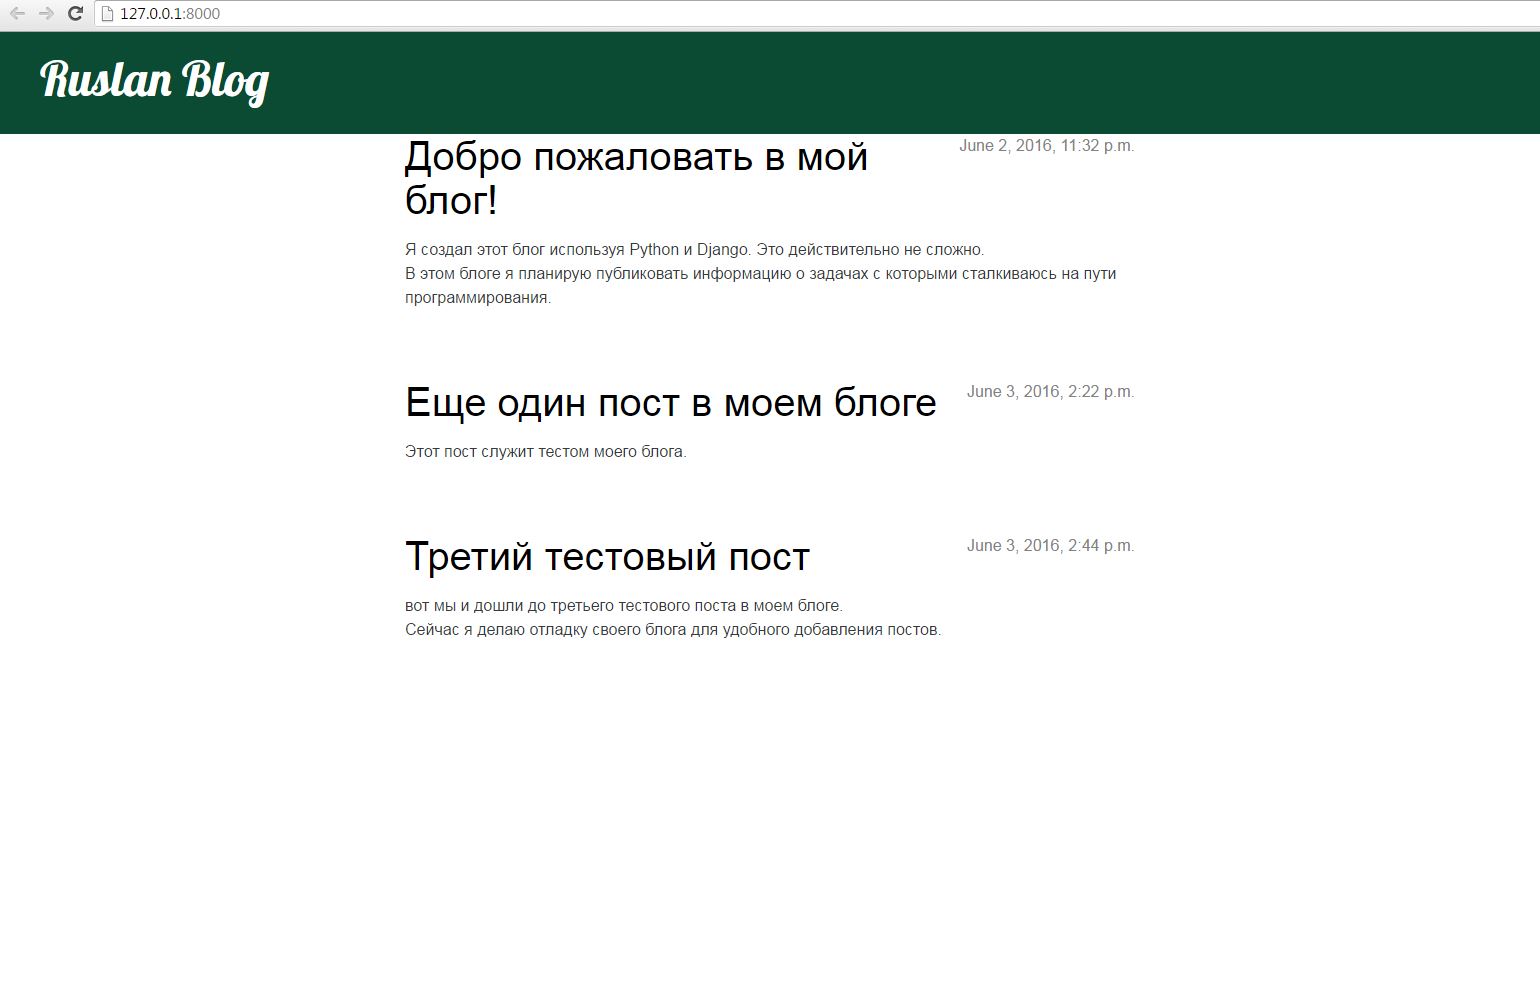 127.0.0.1:8000
Ruslan Blog
Добро пожаловать в мой
блог!
June 2, 2016, 11:32 p.m.
Я создал этот блог используя Python и Django. Это действительно не сложно.
В этом блоге я планирую публиковать информацию о задачах с которыми сталкиваюсь на пути
программирования.
Еще один пост в моем блоге
June 3, 2016, 2:22 p.m.
Этот пост служит тестом моего блога.
Третий тестовый пост
June 3, 2016, 2:44 p.m.
вот мы и дошли до третьего тестового поста в моем блоге.
Сейчас я делаю отладку своего блога для удобного добавления постов.